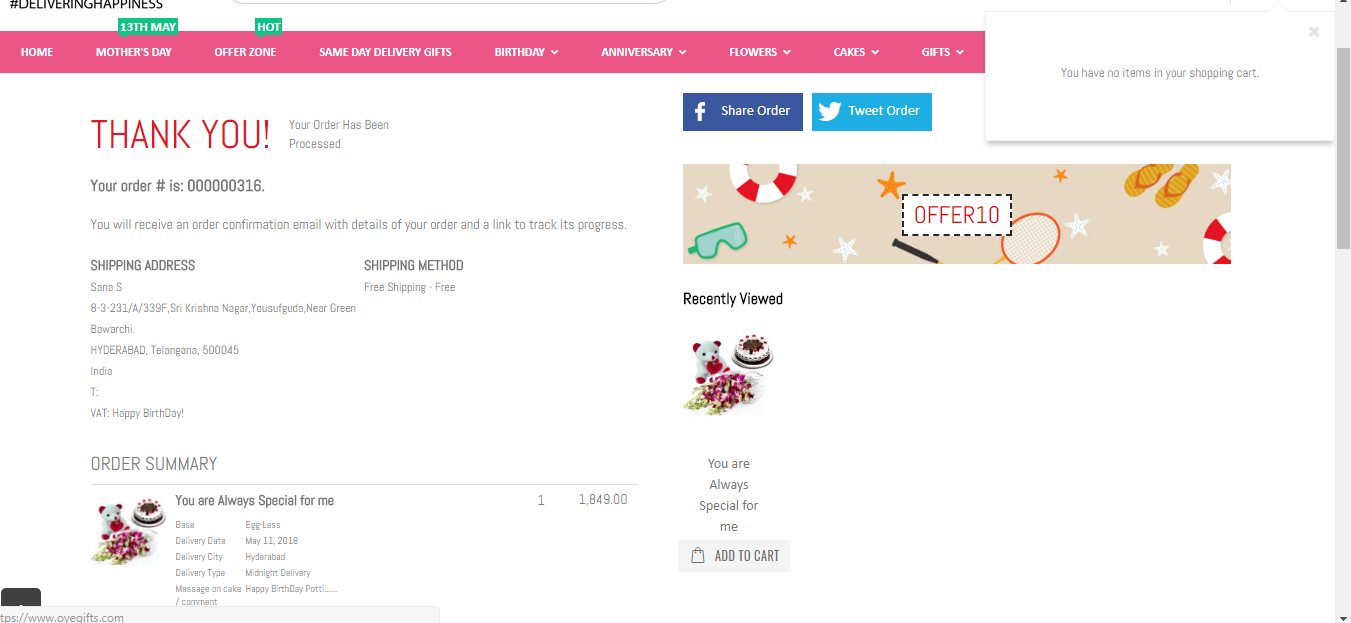 #DELIVERINGHAPPINESS
13TH MAY
HOT
HOME MOTHER'S DAY OFFER ZONE SAME DAY DELIVERY GIFTS BIRTHDAY ANNIVERSARY FLOWERS CAKES GIFTS
You have no items in your shopping cart.
THANK YOU!
Your Order Has Been
Processed
Your order # is: 000000316.
You will receive an order confirmation email with details of your order and a link to track its progress.
SHIPPING ADDRESS
Sana S
8-3-231/A/339F,Sri Krishna Nagar,Yousufguda,Near Green
Bawarchi.
HYDERABAD, Telangana, 500045
India
T:
VAT: Happy BirthDay!
SHIPPING METHOD
Free Shipping - Free
ORDER SUMMARY
You are Always Special for me 1 1,849.00
Base Egg-Less
Delivery Date May 11, 2018
Delivery City Hyderabad
Delivery Type Midnight Delivery
Message on cake Happy BirthDay Potti......
/ comment
Share Order
Tweet Order
OFFER10
Recently Viewed
You are
Always
Special for
me
ADD TO CART
tps://www.oyegifts.com